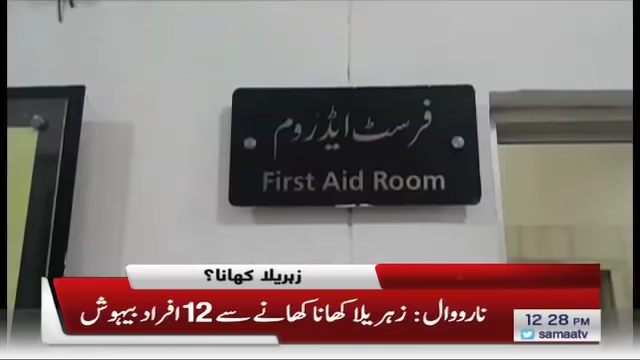 فرسٹ ایڈ روم
First Aid Room
زہریلا کھانا؟
نارووال: زہریلا کھانا کھانے سے 12 افراد بیہوش
12 28 PM
samaatv